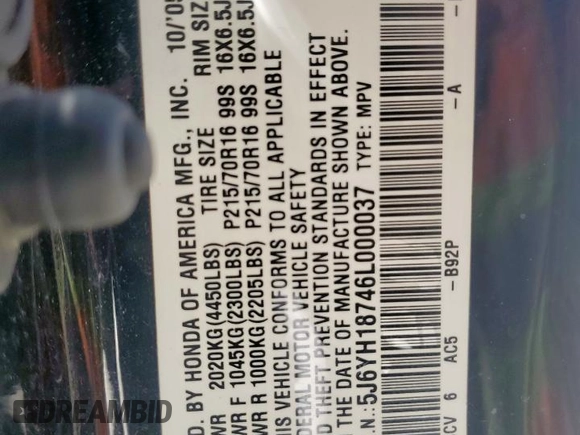 D. BY HONDA OF AMERICA MFG., INC. 10/'05
WR 2020KG(4450LBS) TIRE SIZE RIM SIZ
WR F 1045KG(2300LBS) P215/70R16 99S 16X6.5J
WR R 1000KG(2205LBS) P215/70R16 99S 16X6.5J
IS VEHICLE CONFORMS TO ALL APPLICABLE
DERAL MOTOR VEHICLE SAFETY
D THEFT PREVENTION STANDARDS IN EFFECT
THE DATE OF MANUFACTURE SHOWN ABOVE.
N.:5J6YH18746L000037 TYPE: MPV
CV 6 AC5 -B92P -A
DREAMBID